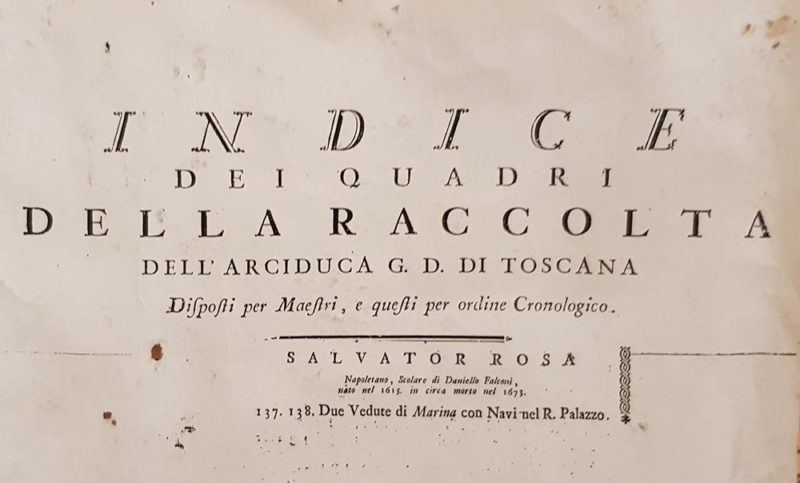 INDICE
DEI QUADRI
DELLA RACCOLTA
DELL' ARCIDUCA G. D. DI TOSCANA
Diſpoſti per Maeſtri, e queſti per ordine Cronologico.
SALVATOR ROSA
Napoletano, Scolare di Daniello Falconi,
nato nel 1615. in circa morto nel 1673.
137. 138. Due Vedute di Marina con Navi nel R. Palazzo.